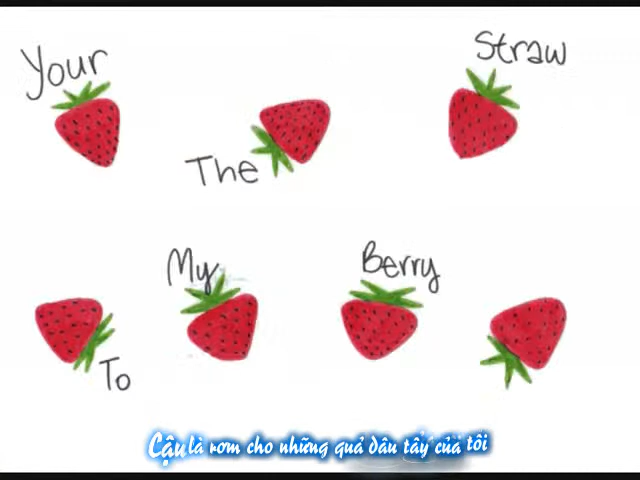 Your
The
Straw
To
My
Berry
Cậu là rơm cho những quả dâu tây của tôi